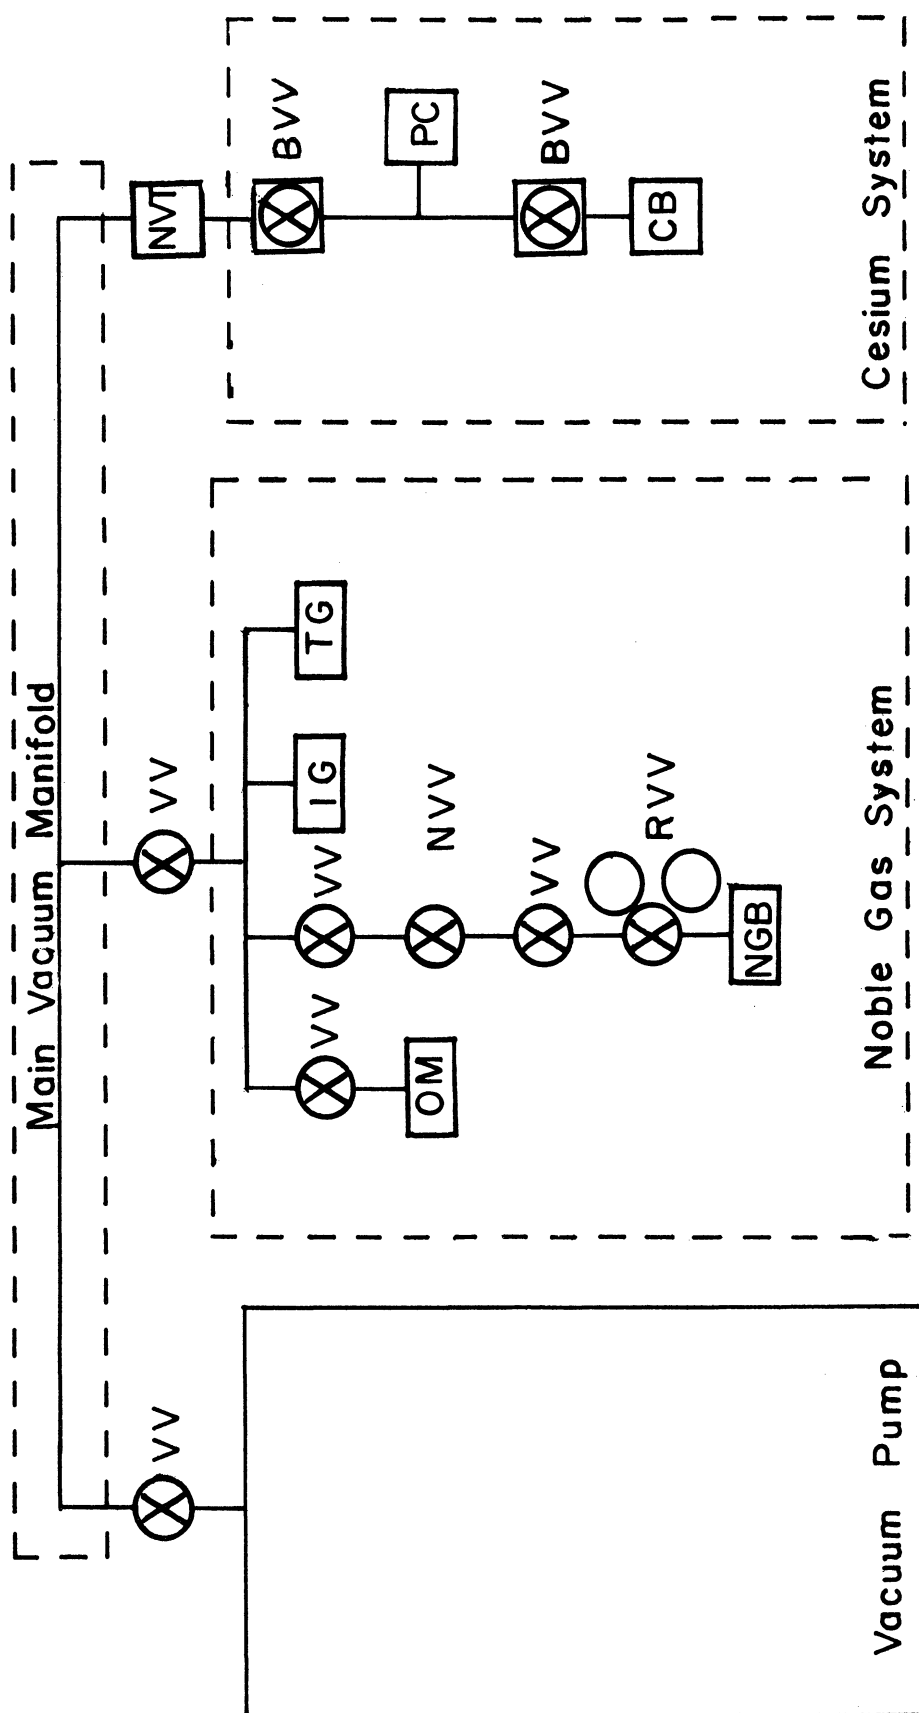 Main Vacuum Manifold
VV
VV
NVT
VV
VV
IG
TG
BVV
OM
NVV
PC
VV
BVV
RVV
NGB
CB
Vacuum Pump
Noble Gas System
Cesium System